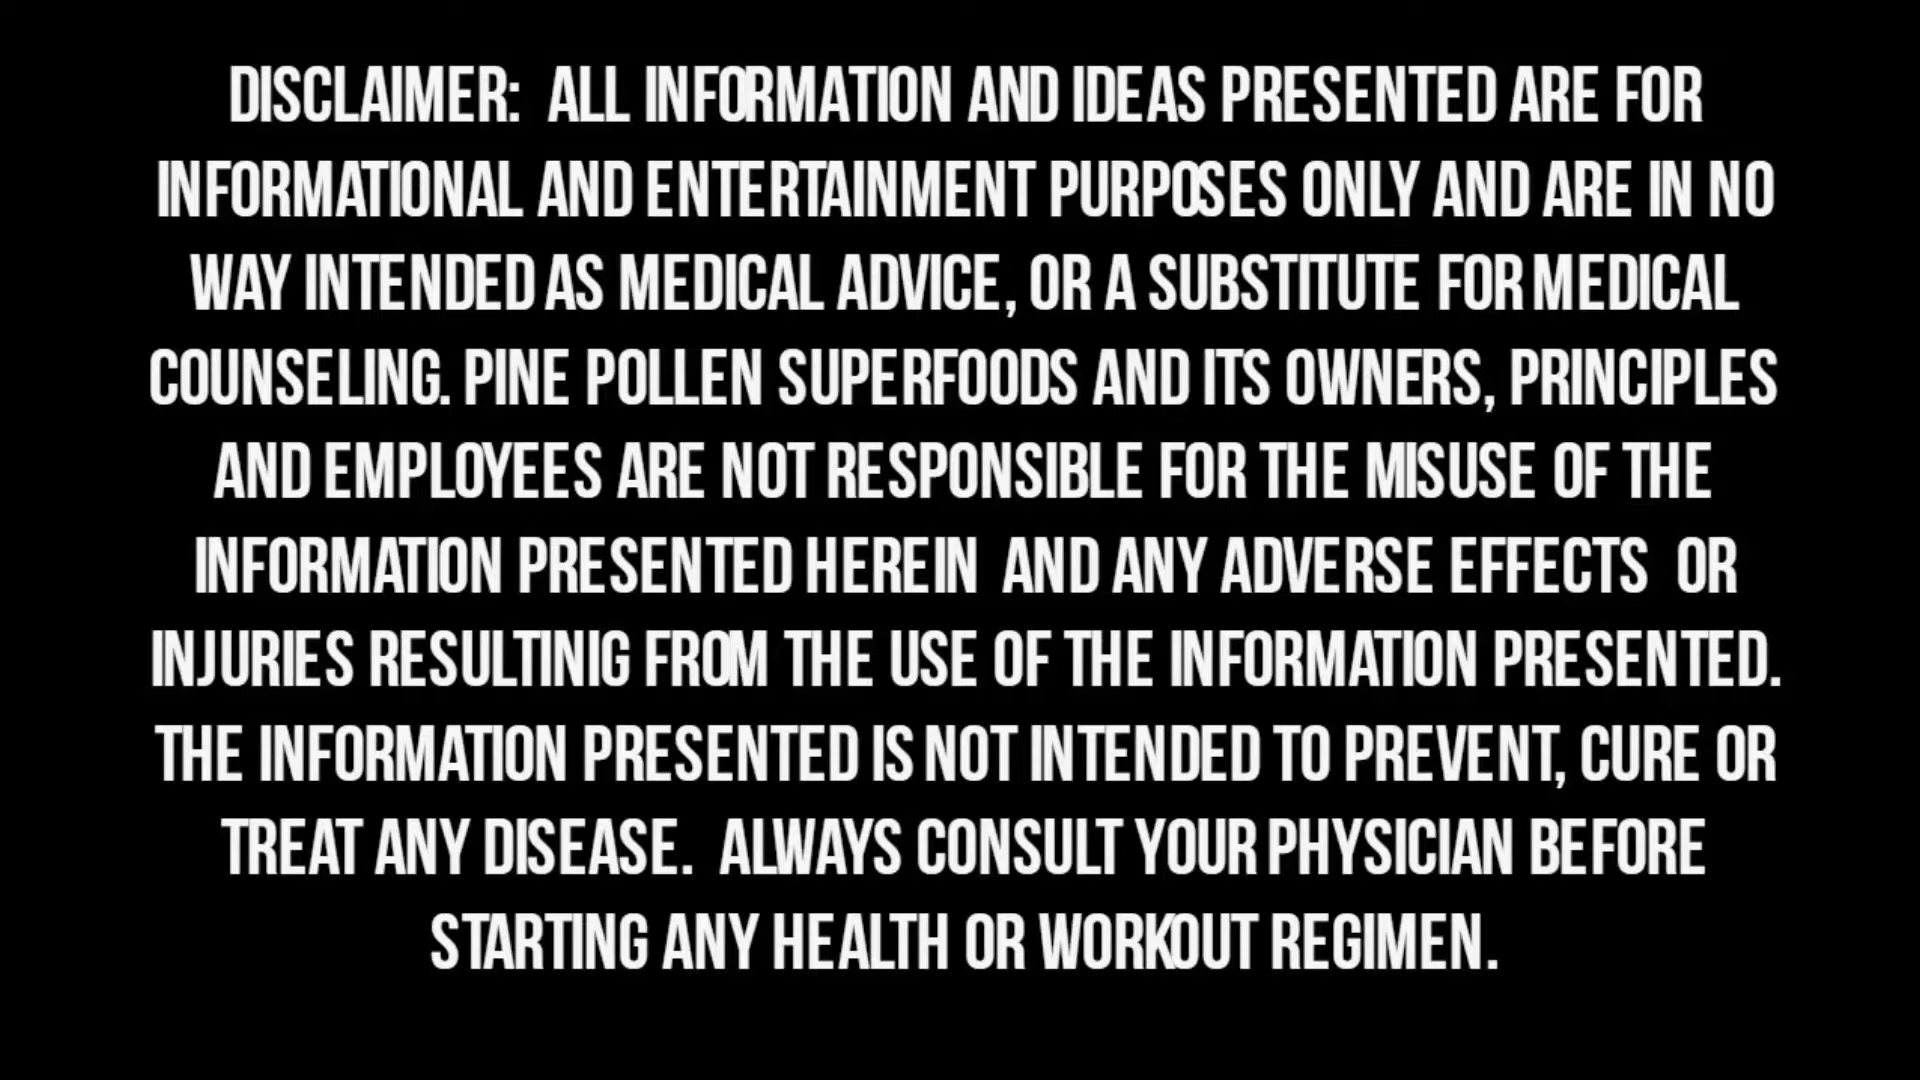 DISCLAIMER: ALL INFORMATION AND IDEAS PRESENTED ARE FOR
INFORMATIONAL AND ENTERTAINMENT PURPOSES ONLY AND ARE IN NO
WAY INTENDED AS MEDICAL ADVICE, OR A SUBSTITUTE FOR MEDICAL
COUNSELING. PINE POLLEN SUPERFOODS AND ITS OWNERS, PRINCIPLES
AND EMPLOYEES ARE NOT RESPONSIBLE FOR THE MISUSE OF THE
INFORMATION PRESENTED HEREIN AND ANY ADVERSE EFFECTS OR
INJURIES RESULTINIG FROM THE USE OF THE INFORMATION PRESENTED.
THE INFORMATION PRESENTED IS NOT INTENDED TO PREVENT, CURE OR
TREAT ANY DISEASE. ALWAYS CONSULT YOUR PHYSICIAN BEFORE
STARTING ANY HEALTH OR WORKOUT REGIMEN.